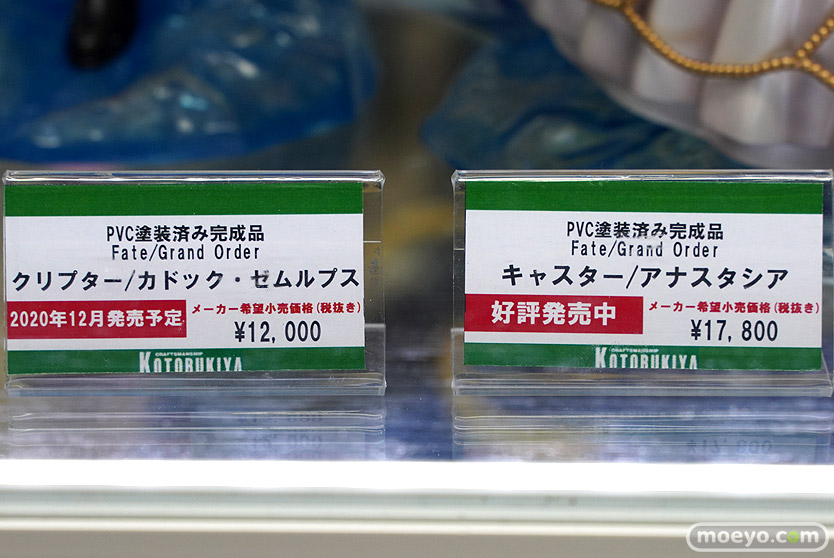 PVC塗装済み完成品
Fate/Grand Order
クリプター/カドック・ゼムルプス
2020年12月発売予定
メーカー希望小売価格(税抜き)
¥12,000
CRAFTSMANSHIP
KOTOBUKIYA
PVC塗装済み完成品
Fate/Grand Order
キャスター/アナスタシア
好評発売中
メーカー希望小売価格(税抜き)
¥17,800
CRAFTSMANSHIP
KOTOBUKIYA
moeyo.com